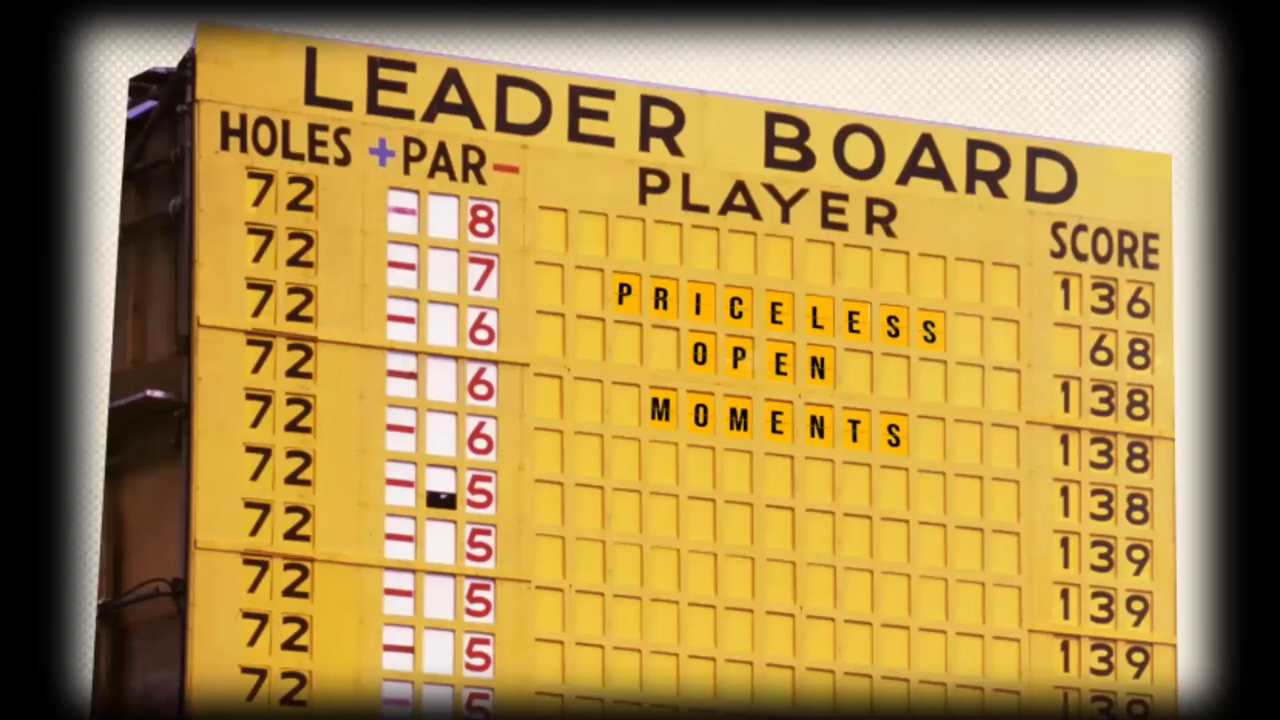 LEADER BOARD
HOLES +PAR- PLAYER SCORE
72 - 8 136
72 - 7 PRICELESS 68
72 - 6 OPEN 138
72 - 6 MOMENTS 138
72 - 6 138
72 - 5 139
72 - 5 139
72 - 5 139
72 - 5
72 - 5